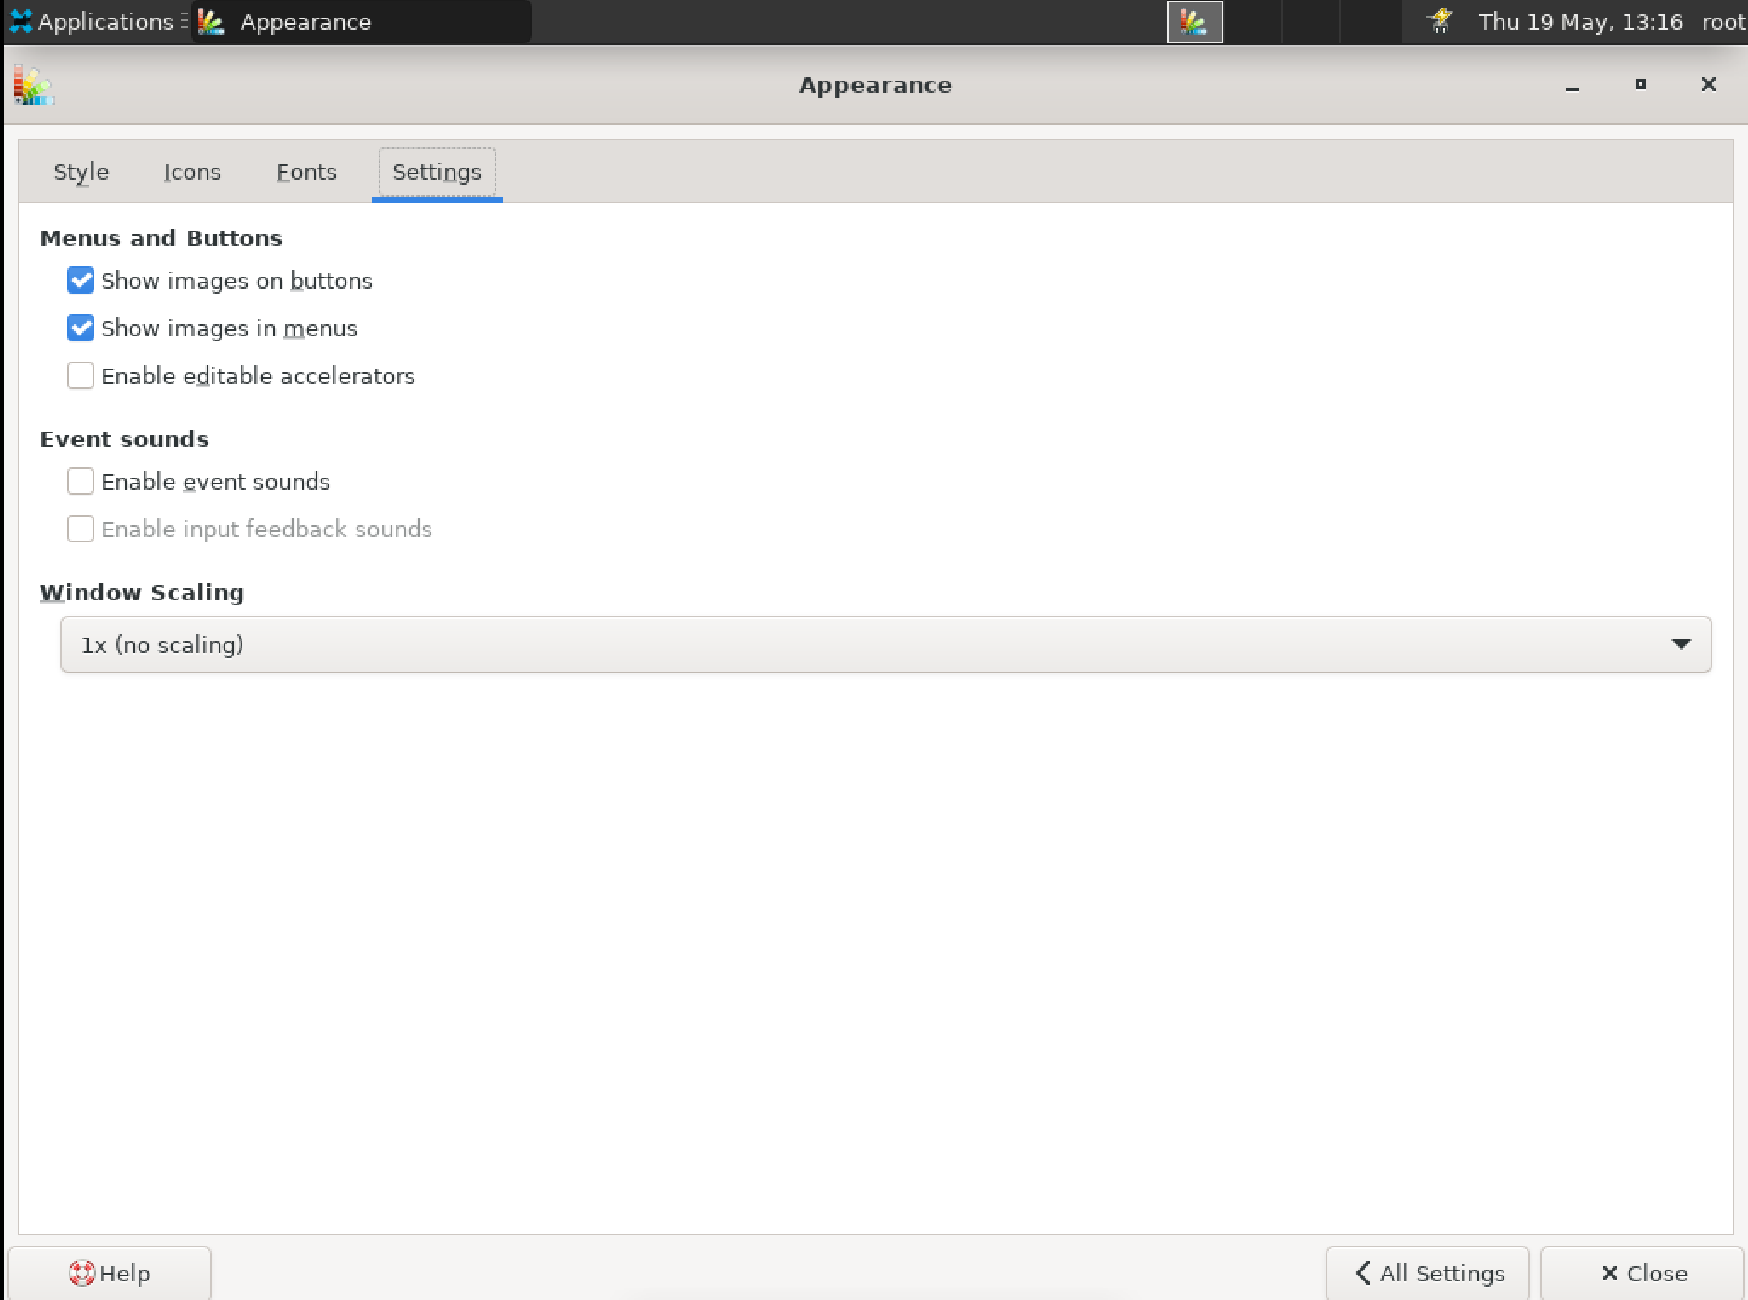 Applications Appearance Thu 19 May, 13:16 root
Appearance
Style Icons Fonts Settings
Menus and Buttons
Show images on buttons
Show images in menus
Enable editable accelerators
Event sounds
Enable event sounds
Enable input feedback sounds
Window Scaling
1x (no scaling)
Help All Settings Close